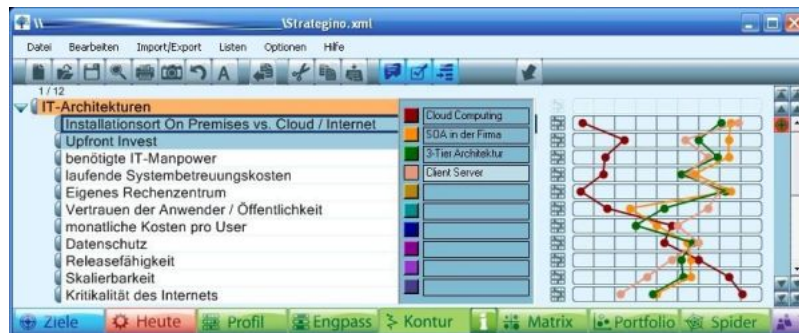 \Strategino.xml
Datei Bearbeiten Import/Export Listen Optionen Hilfe
A
1 / 12
IT-Architekturen
Installationsort On Premises vs. Cloud / Internet
Upfront Invest
benötigte IT-Manpower
laufende Systembetreuungskosten
Eigenes Rechenzentrum
Vertrauen der Anwender / Öffentlichkeit
monatliche Kosten pro User
Datenschutz
Releasefähigkeit
Skalierbarkeit
Kritikalität des Internets
Cloud Computing
SOA in der Firma
3-Tier Architektur
Client Server
Ziele Heute Profil Engpass Kontur Matrix Portfolio Spider